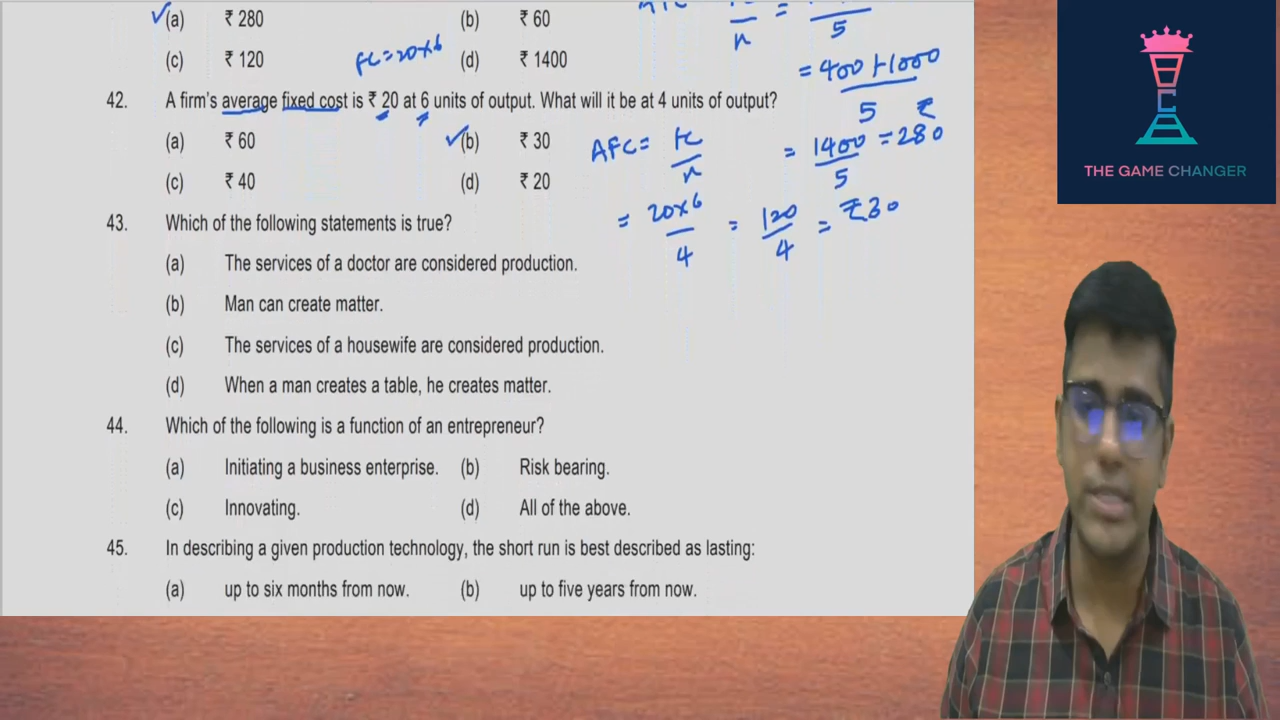 (a) ₹ 280 (b) ₹ 60
5
(c) ₹ 120 (d) ₹ 1400
FC = 20x6
= 400 + 1000
5
42. A firm's average fixed cost is ₹ 20 at 6 units of output. What will it be at 4 units of output?
(a) ₹ 60 (b) ₹ 30
AFC = FC
n
= 1400 = ₹ 280
5
(c) ₹ 40 (d) ₹ 20
= 20x6 = 120 = ₹30
4 4
43. Which of the following statements is true?
(a) The services of a doctor are considered production.
(b) Man can create matter.
(c) The services of a housewife are considered production.
(d) When a man creates a table, he creates matter.
44. Which of the following is a function of an entrepreneur?
(a) Initiating a business enterprise. (b) Risk bearing.
(c) Innovating. (d) All of the above.
45. In describing a given production technology, the short run is best described as lasting:
(a) up to six months from now. (b) up to five years from now.
THE GAME CHANGER